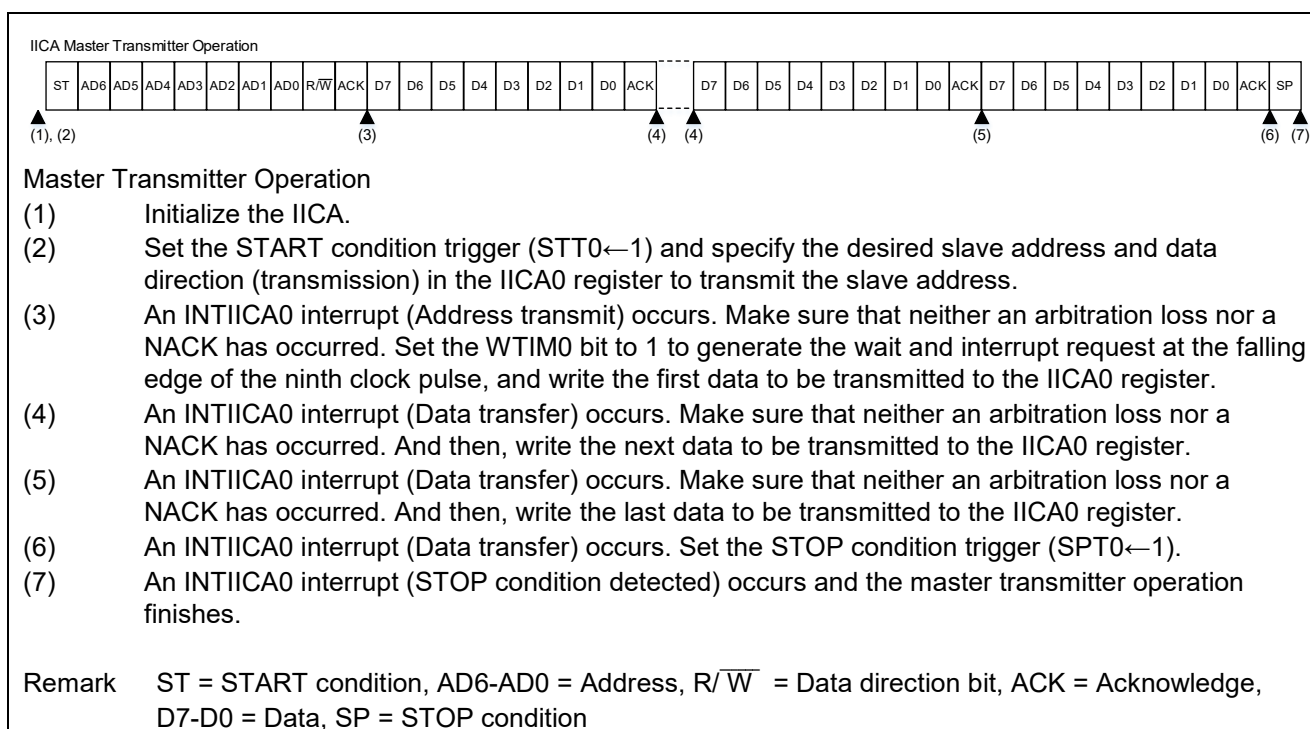 IICA Master Transmitter Operation
ST AD6 AD5 AD4 AD3 AD2 AD1 AD0 R/W̅ ACK D7 D6 D5 D4 D3 D2 D1 D0 ACK D7 D6 D5 D4 D3 D2 D1 D0 ACK D7 D6 D5 D4 D3 D2 D1 D0 ACK SP
(1), (2) (3) (4) (4) (5) (6) (7)
Master Transmitter Operation
(1) Initialize the IICA.
(2) Set the START condition trigger (STT0←1) and specify the desired slave address and data
direction (transmission) in the IICA0 register to transmit the slave address.
(3) An INTIICA0 interrupt (Address transmit) occurs. Make sure that neither an arbitration loss nor a
NACK has occurred. Set the WTIM0 bit to 1 to generate the wait and interrupt request at the falling
edge of the ninth clock pulse, and write the first data to be transmitted to the IICA0 register.
(4) An INTIICA0 interrupt (Data transfer) occurs. Make sure that neither an arbitration loss nor a
NACK has occurred. And then, write the next data to be transmitted to the IICA0 register.
(5) An INTIICA0 interrupt (Data transfer) occurs. Make sure that neither an arbitration loss nor a
NACK has occurred. And then, write the last data to be transmitted to the IICA0 register.
(6) An INTIICA0 interrupt (Data transfer) occurs. Set the STOP condition trigger (SPT0←1).
(7) An INTIICA0 interrupt (STOP condition detected) occurs and the master transmitter operation
finishes.
Remark ST = START condition, AD6-AD0 = Address, R/W̅ = Data direction bit, ACK = Acknowledge,
D7-D0 = Data, SP = STOP condition